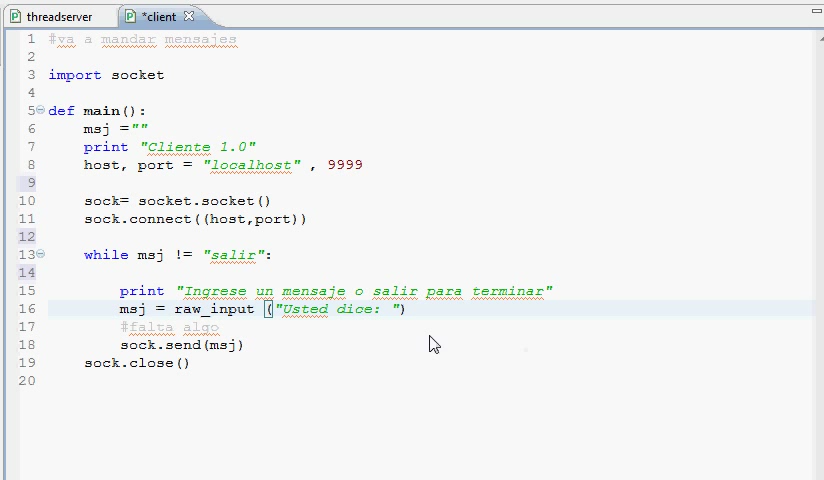 threadserver
*client
1 #va a mandar mensajes
2
3 import socket
4
5 def main():
6 msj =""
7 print "Cliente 1.0"
8 host, port = "localhost" , 9999
9
10 sock= socket.socket()
11 sock.connect((host,port))
12
13 while msj != "salir":
14
15 print "Ingrese un mensaje o salir para terminar"
16 msj = raw_input ("Usted dice: ")
17 #falta algo
18 sock.send(msj)
19 sock.close()
20